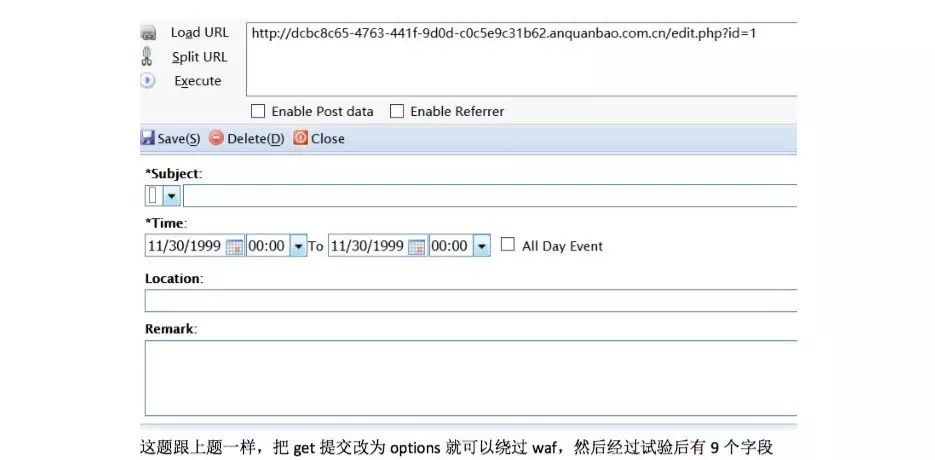 Load URL http://dcbc8c65-4763-441f-9d0d-c0c5e9c31b62.anquanbao.com.cn/edit.php?id=1
Split URL
Execute
Enable Post data Enable Referrer
Save(S) Delete(D) Close
*Subject:
*Time:
11/30/1999 00:00 To 11/30/1999 00:00 All Day Event
Location:
Remark:
这题跟上题一样，把 get 提交改为 options 就可以绕过 waf，然后经过试验后有 9 个字段